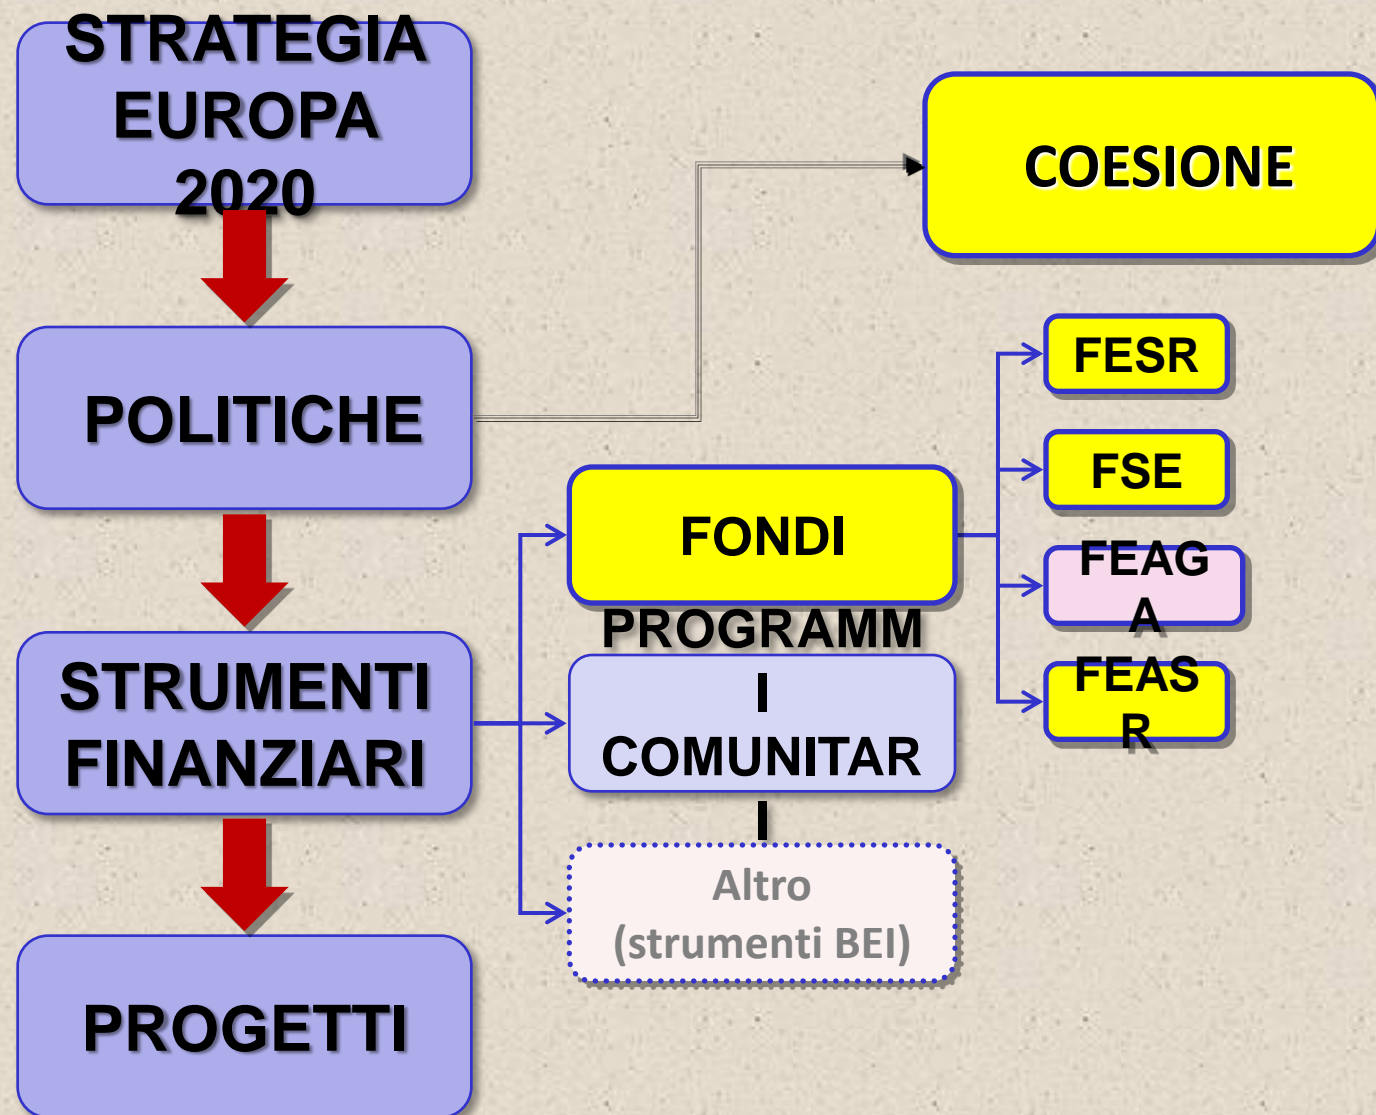 STRATEGIA
EUROPA
2020
COESIONE
POLITICHE
FESR
FSE
FONDI
FEAG
A
PROGRAMM
I
COMUNITAR
I
FEAS
R
STRUMENTI
FINANZIARI
Altro
(strumenti BEI)
PROGETTI